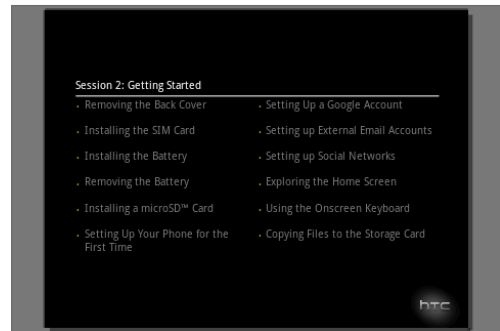 Session 2: Getting Started
. Removing the Back Cover
. Installing the SIM Card
. Installing the Battery
. Removing the Battery
. Installing a microSD™ Card
. Setting Up Your Phone for the
First Time
. Setting Up a Google Account
. Setting up External Email Accounts
. Setting up Social Networks
. Exploring the Home Screen
. Using the Onscreen Keyboard
. Copying Files to the Storage Card
hTC